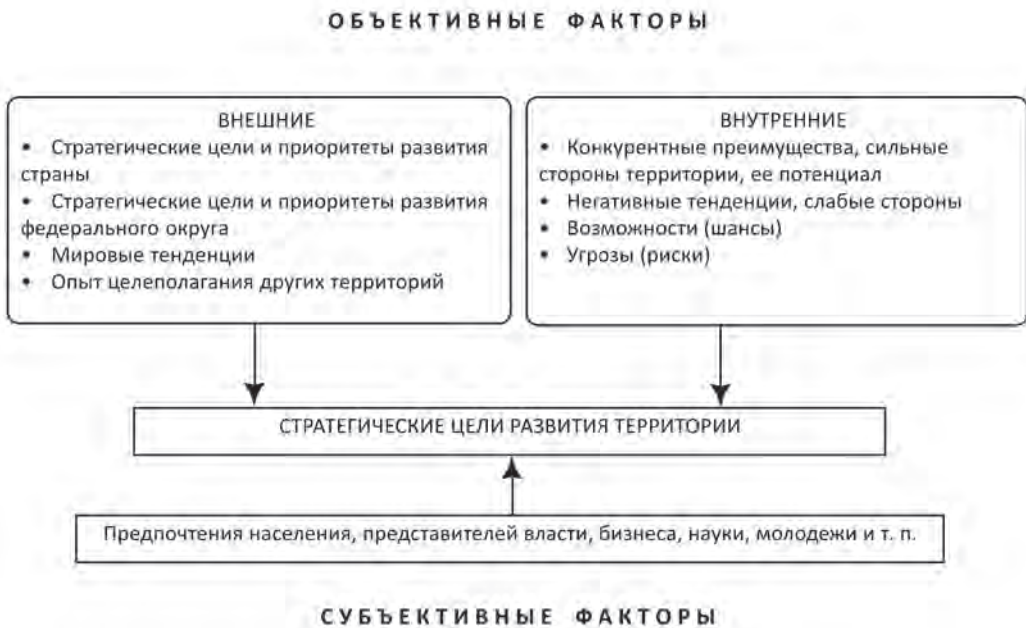 ОБЪЕКТИВНЫЕ ФАКТОРЫ
ВНЕШНИЕ
• Стратегические цели и приоритеты развития
страны
• Стратегические цели и приоритеты развития
федерального округа
• Мировые тенденции
• Опыт целеполагания других территорий
ВНУТРЕННИЕ
• Конкурентные преимущества, сильные
стороны территории, ее потенциал
• Негативные тенденции, слабые стороны
• Возможности (шансы)
• Угрозы (риски)
СТРАТЕГИЧЕСКИЕ ЦЕЛИ РАЗВИТИЯ ТЕРРИТОРИИ
Предпочтения населения, представителей власти, бизнеса, науки, молодежи и т. п.
СУБЪЕКТИВНЫЕ ФАКТОРЫ